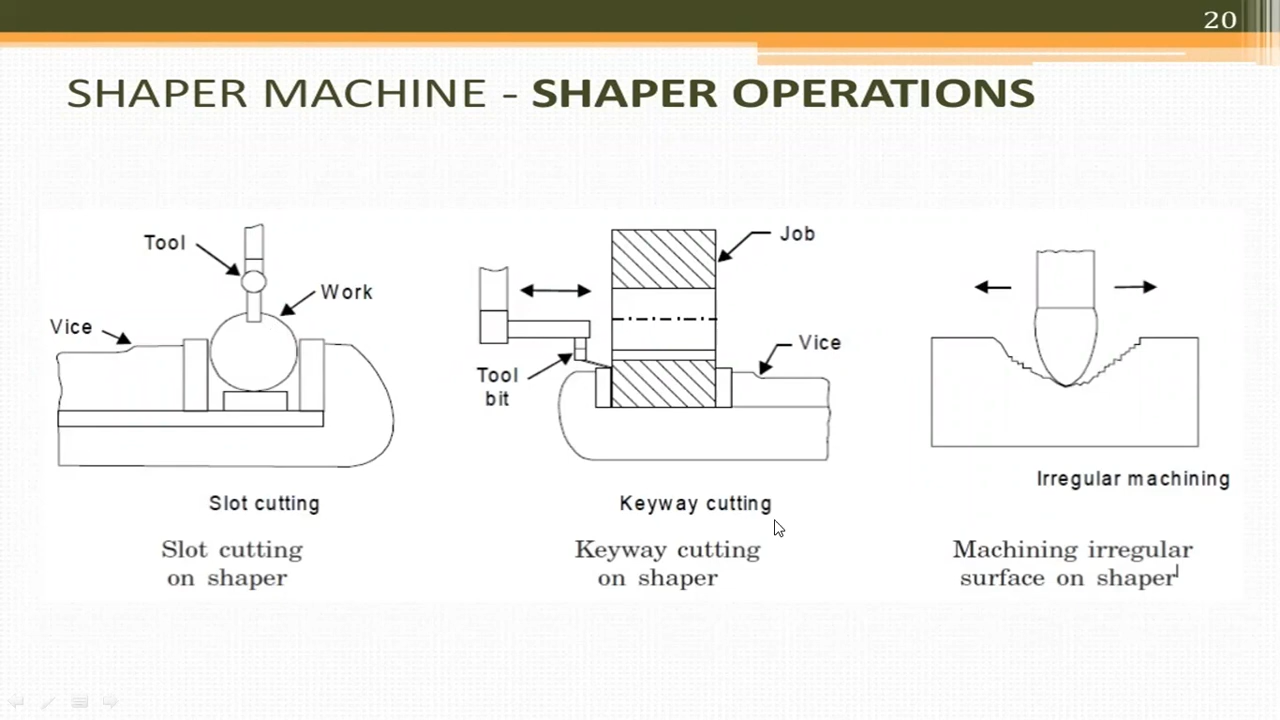 20
SHAPER MACHINE - SHAPER OPERATIONS
Tool
Work
Vice
Slot cutting
Slot cutting
on shaper
Job
Vice
Tool
bit
Keyway cutting
Keyway cutting
on shaper
Irregular machining
Machining irregular
surface on shaper